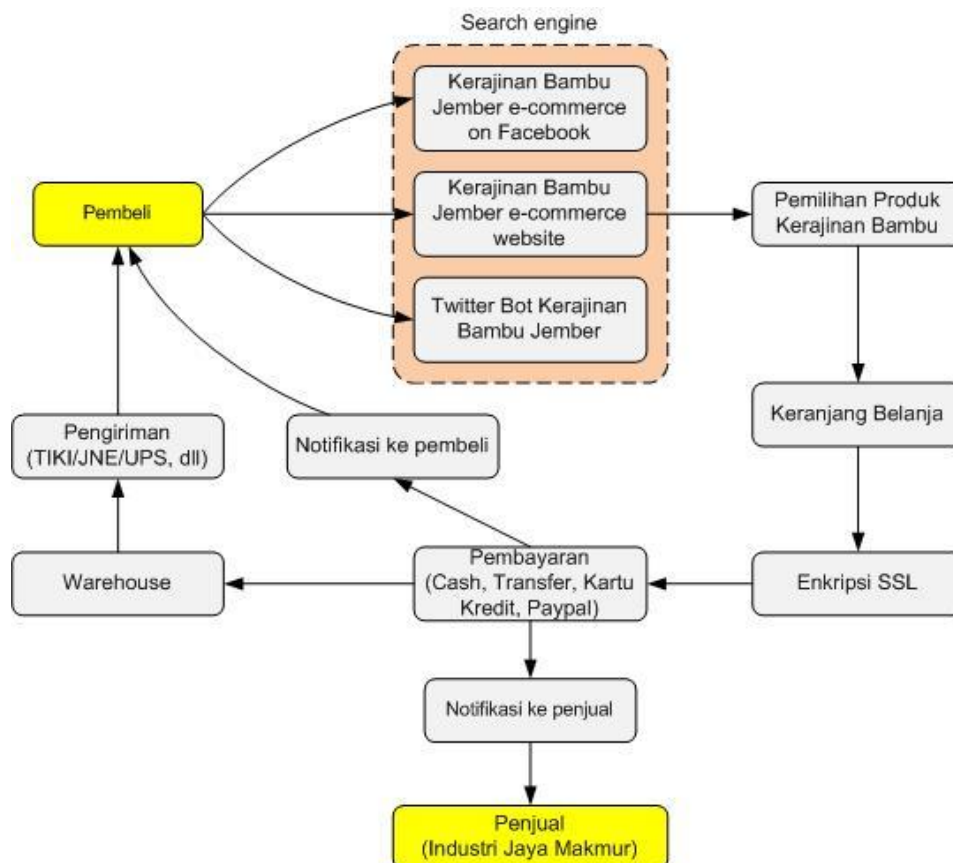 Search engine
Kerajinan Bambu
Jember e-commerce
on Facebook
Pembeli
Kerajinan Bambu
Jember e-commerce
website
Pemilihan Produk
Kerajinan Bambu
Twitter Bot Kerajinan
Bambu Jember
Keranjang Belanja
Pengiriman
(TIKI/JNE/UPS, dll)
Notifikasi ke pembeli
Warehouse
Pembayaran
(Cash, Transfer, Kartu
Kredit, Paypal)
Enkripsi SSL
Notifikasi ke penjual
Penjual
(Industri Jaya Makmur)